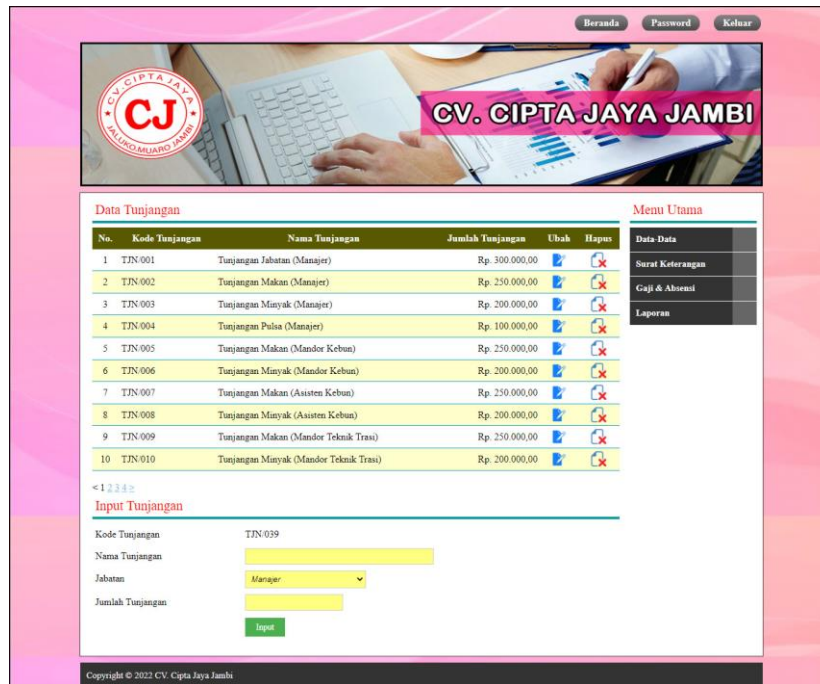 Beranda Password Keluar
CV.CIPTA JAYA
CJ
JALUKO.MUARO JAMBI
CV. CIPTA JAYA JAMBI
Data Tunjangan
No. Kode Tunjangan Nama Tunjangan Jumlah Tunjangan Ubah Hapus
1 TJN/001 Tunjangan Jabatan (Manajer) Rp. 300.000,00
2 TJN/002 Tunjangan Makan (Manajer) Rp. 250.000,00
3 TJN/003 Tunjangan Minyak (Manajer) Rp. 200.000,00
4 TJN/004 Tunjangan Pulsa (Manajer) Rp. 100.000,00
5 TJN/005 Tunjangan Makan (Mandor Kebun) Rp. 250.000,00
6 TJN/006 Tunjangan Minyak (Mandor Kebun) Rp. 200.000,00
7 TJN/007 Tunjangan Makan (Asisten Kebun) Rp. 250.000,00
8 TJN/008 Tunjangan Minyak (Asisten Kebun) Rp. 200.000,00
9 TJN/009 Tunjangan Makan (Mandor Teknik Trasi) Rp. 250.000,00
10 TJN/010 Tunjangan Minyak (Mandor Teknik Trasi) Rp. 200.000,00
< 1 2 3 4 >
Input Tunjangan
Kode Tunjangan TJN/039
Nama Tunjangan
Jabatan Manajer
Jumlah Tunjangan
Input
Menu Utama
Data-Data
Surat Keterangan
Gaji & Absensi
Laporan
Copyright © 2022 CV. Cipta Jaya Jambi